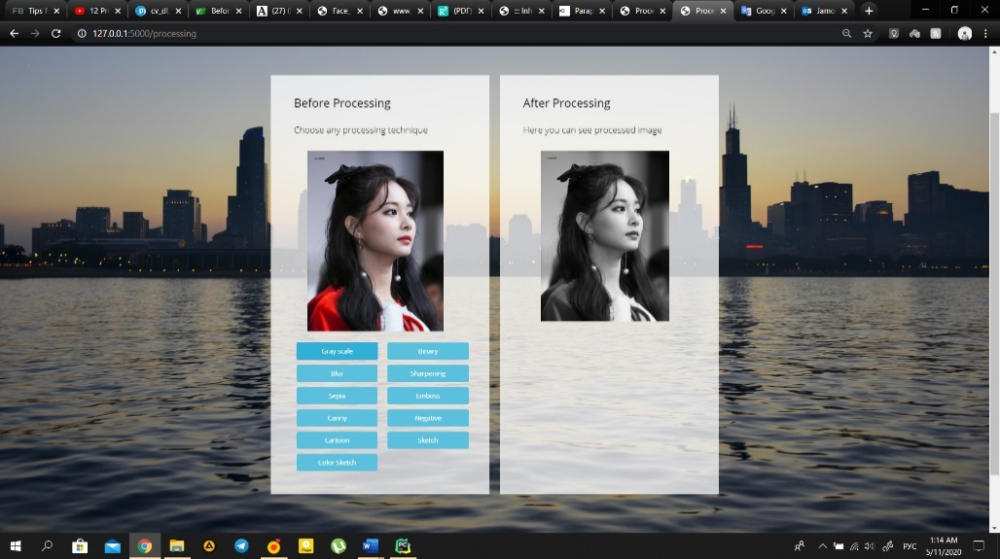 Tips f
12 Pr
cv_dl
Befor
(27) (
Face_
www.
(PDF)
::: Inh
Parap
Proce
Proce
Goog
Jamo
127.0.0.1:5000/processing
Before Processing
Choose any processing technique
Gray scale
Binary
Blur
Sharpening
Sepia
Emboss
Canny
Negative
Cartoon
Sketch
Color Sketch
After Processing
Here you can see processed image
РУС
1:14 AM
5/11/2020